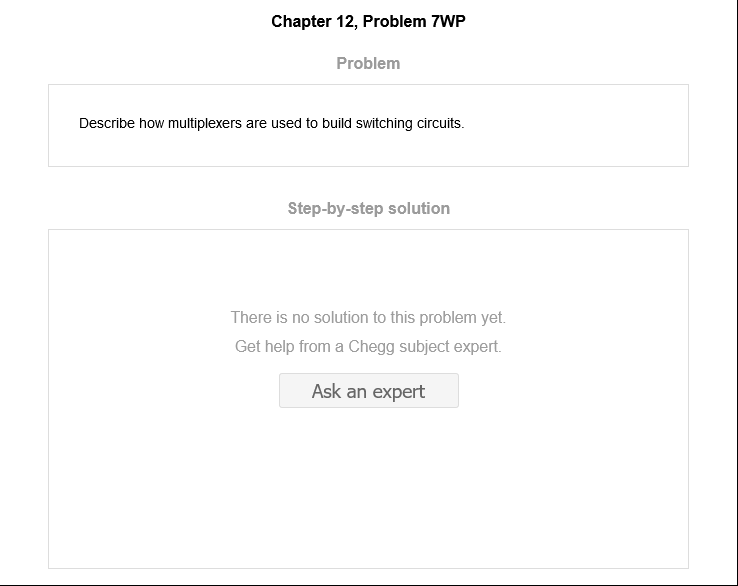 Chapter 12, Problem 7WP
Problem
Describe how multiplexers are used to build switching circuits.
Step-by-step solution
There is no solution to this problem yet.
Get help from a Chegg subject expert.
Ask an expert